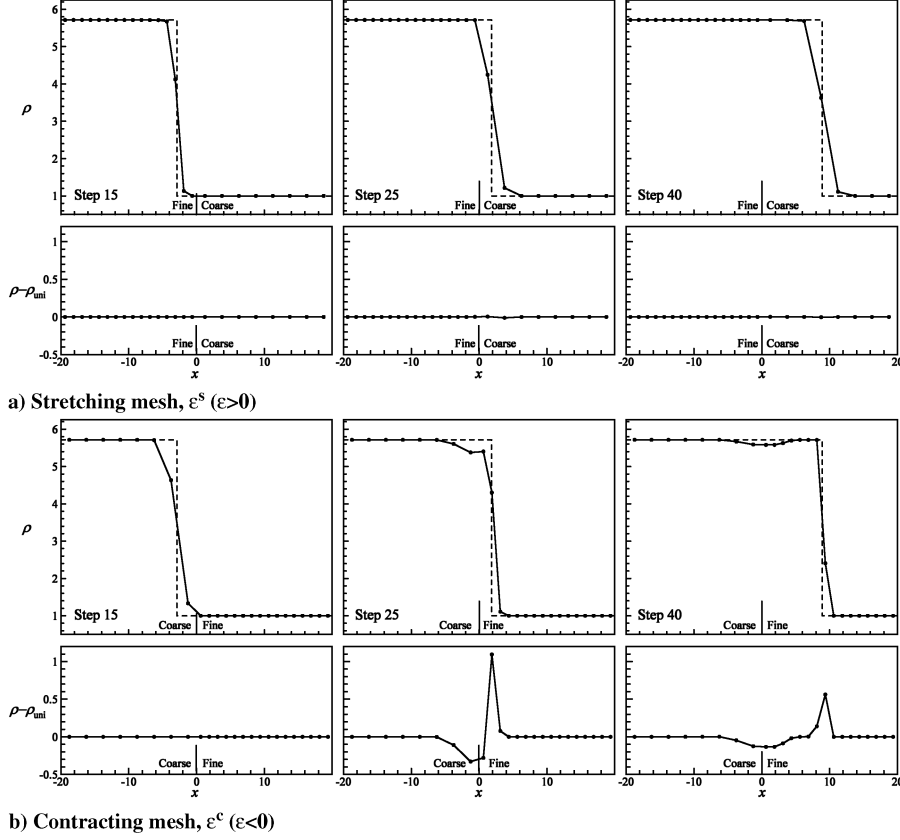 6
5
4
3
2
1
ρ
Step 15
Fine
Coarse
Step 25
Fine
Coarse
Step 40
Fine
Coarse
1
0.5
0
-0.5
ρ−ρuni
Fine
Coarse
Fine
Coarse
Fine
Coarse
-20 -10 0 10
-20 -10 0 10
-20 -10 0 10 20
x
x
x
a) Stretching mesh, εˢ (ε>0)
6
5
4
3
2
1
ρ
Step 15
Coarse
Fine
Step 25
Coarse
Fine
Step 40
Coarse
Fine
1
0.5
0
-0.5
ρ−ρuni
Coarse
Fine
Coarse
Fine
Coarse
Fine
-20 -10 0 10
-20 -10 0 10
-20 -10 0 10 20
x
x
x
b) Contracting mesh, εᶜ (ε<0)